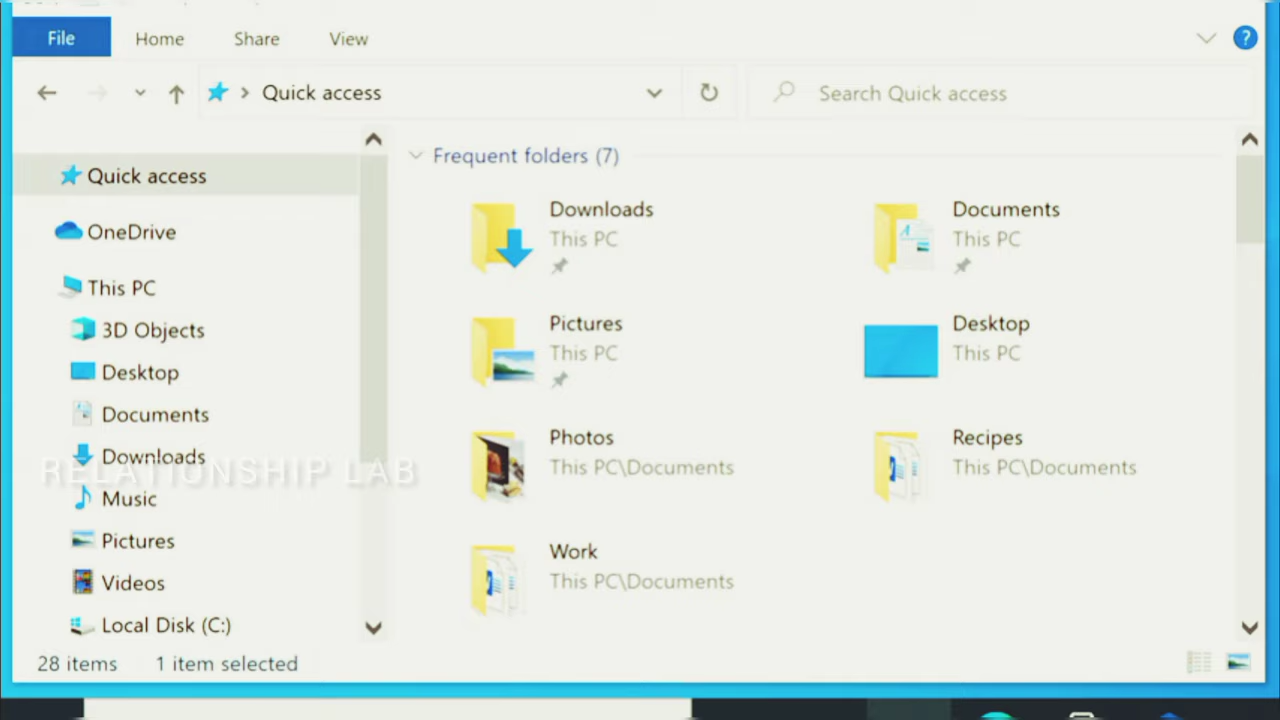 File Home Share View ?
Quick access
Search Quick access
Quick access
OneDrive
This PC
3D Objects
Desktop
Documents
Downloads
RELATIONSHIP LAB
Music
Pictures
Videos
Local Disk (C:)
Frequent folders (7)
Downloads
This PC
Documents
This PC
Pictures
This PC
Desktop
This PC
Photos
This PC\Documents
Recipes
This PC\Documents
Work
This PC\Documents
28 items 1 item selected